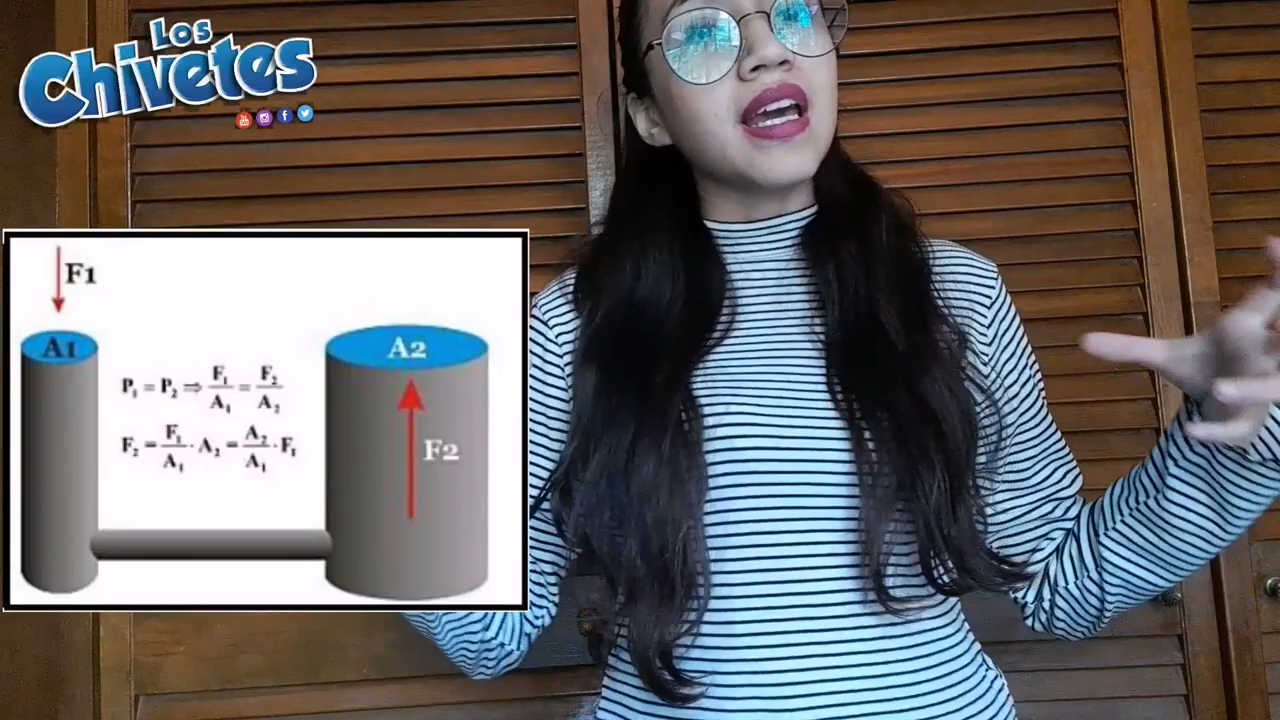 Los
Chivetes
F1
A1
A2
P₁ = P₂ ⇒ F₁/A₁ = F₂/A₂
F₂ = F₁/A₁ · A₂ = A₂/A₁ · F₁
F2